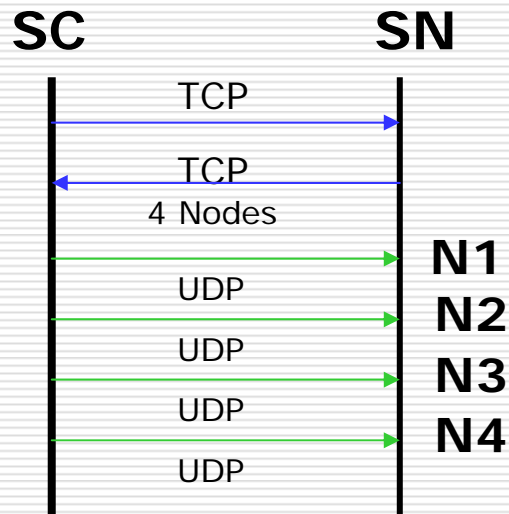 SC SN
TCP
TCP
4 Nodes
N1
UDP
N2
UDP
N3
UDP
N4
UDP